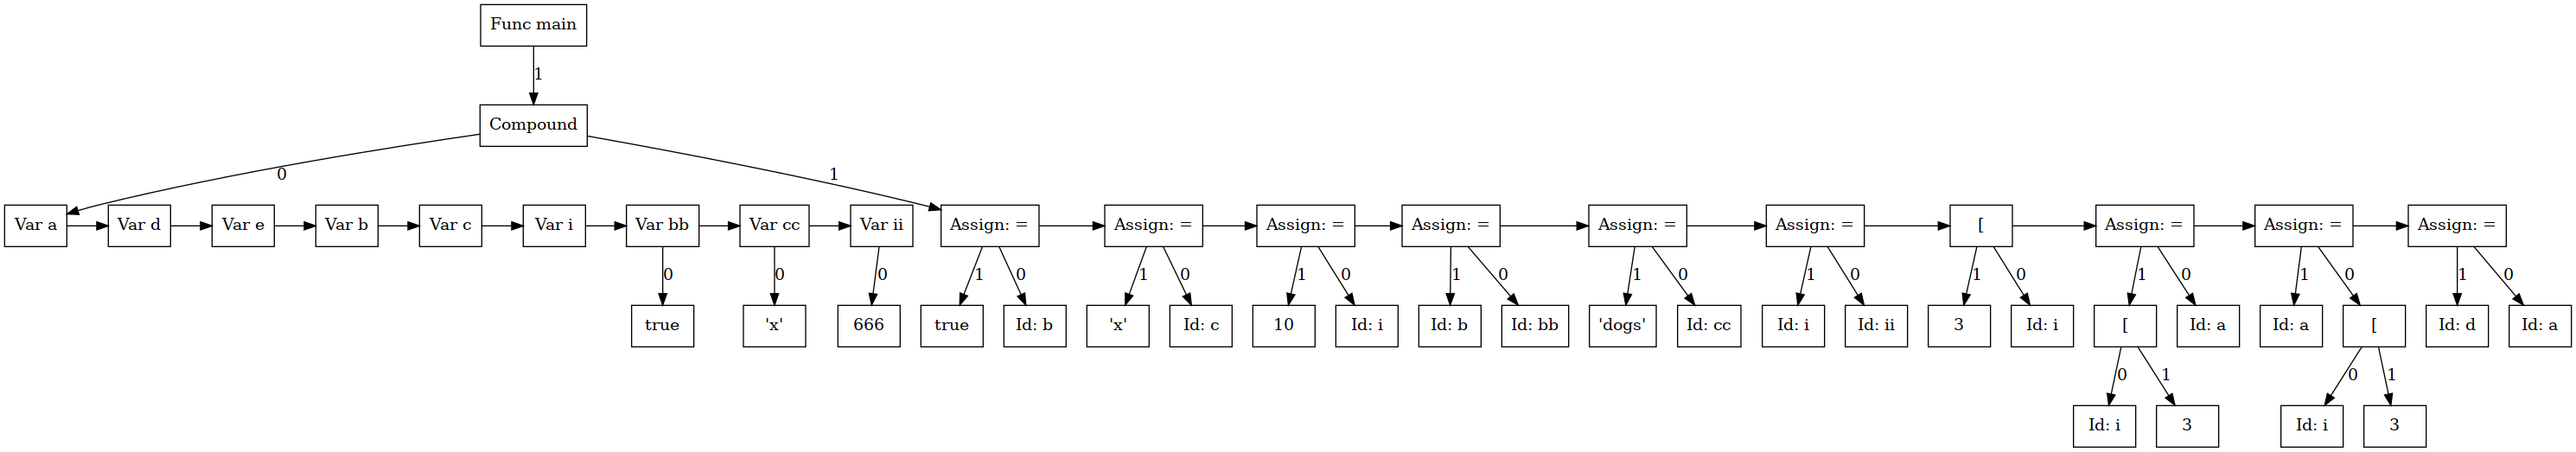 Func main
1
Compound
0 1
Var a Var d Var e Var b Var c Var i Var bb Var cc Var ii Assign: = Assign: = Assign: = Assign: = Assign: = Assign: = [ Assign: = Assign: = Assign: =
0 0 0 1 0 1 0 1 0 1 0 1 0 1 0 1 0 1 0 1 0 1 0
true 'x' 666 true Id: b 'x' Id: c 10 Id: i Id: b Id: bb 'dogs' Id: cc Id: i Id: ii 3 Id: i [ Id: a Id: a [ Id: d Id: a
0 1 0 1
Id: i 3 Id: i 3